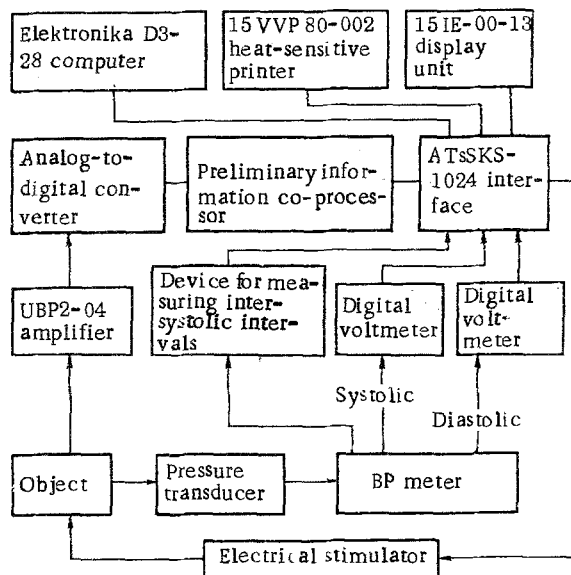 Elektronika D3-
28 computer
15 VVP 80-002
heat-sensitive
printer
15 IE-00-13
display
unit
Analog-to-
digital con-
verter
Preliminary infor-
mation co-proces-
sor
ATsSKS-
1024 inter-
face
UBP2-04
amplifier
Device for mea-
suring inter-
systolic inter-
vals
Digital
voltmeter
Digital
volt-
meter
Systolic
Diastolic
Object
Pressure
transducer
BP meter
Electrical stimulator